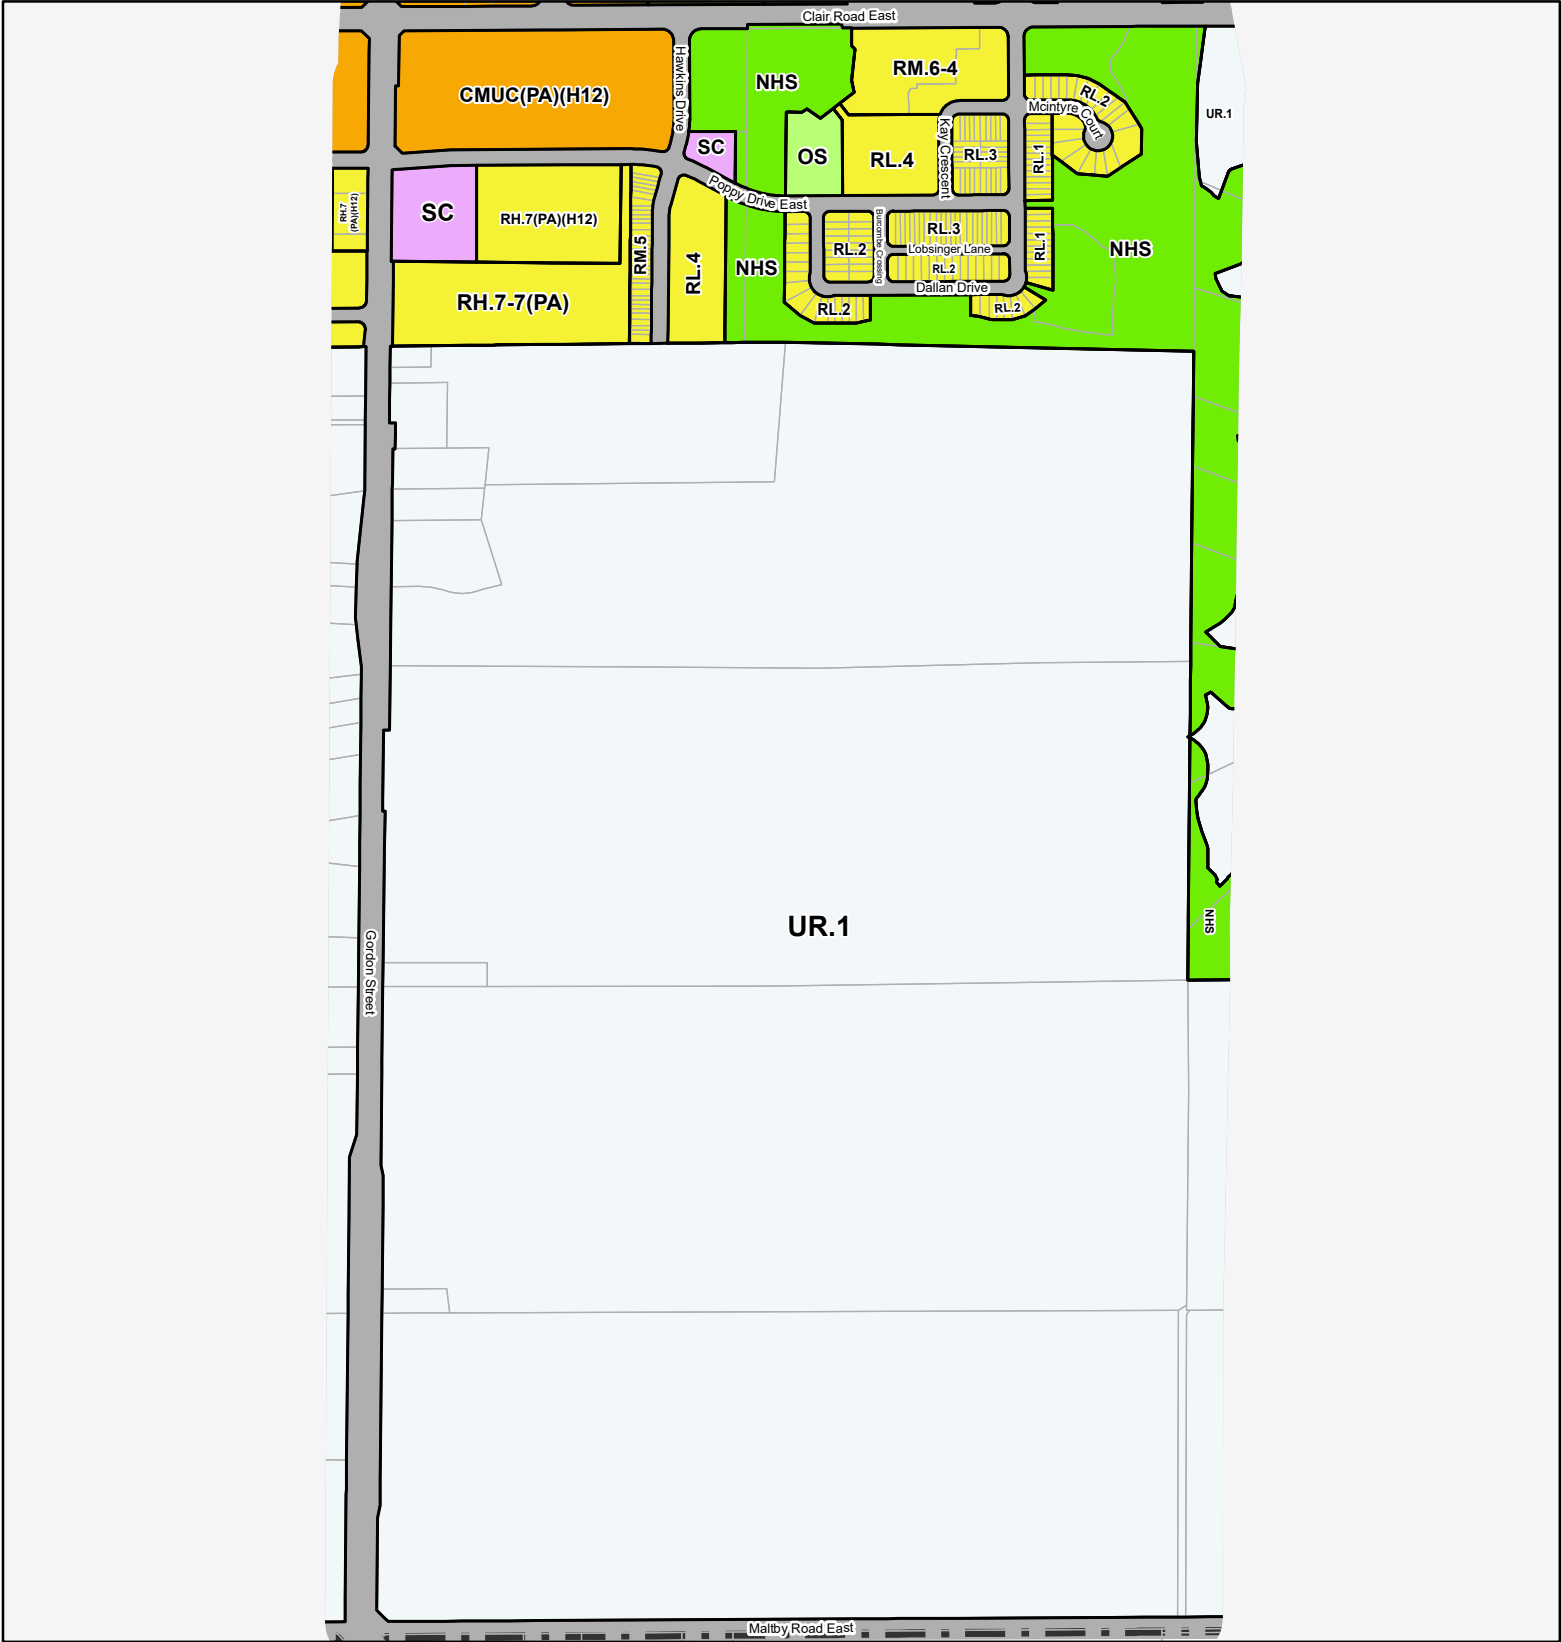 Clair Road East
Hawkins Drive
CMUC(PA)(H12)
NHS
RM.6-4
RL.2
Mcintyre Court
UR.1
SC
OS
RL.4
Kay Crescent
RL.3
RL.1
RH.7
(PA)(H12)
SC
RH.7(PA)(H12)
Poppy Drive East
RM.5
RL.4
NHS
RL.2
Burcombe Crossing
RL.3
Lobsinger Lane
RL.2
RL.1
NHS
Dallan Drive
RH.7-7(PA)
RL.2
RL.2
UR.1
NHS
Gordon Street
Maltby Road East